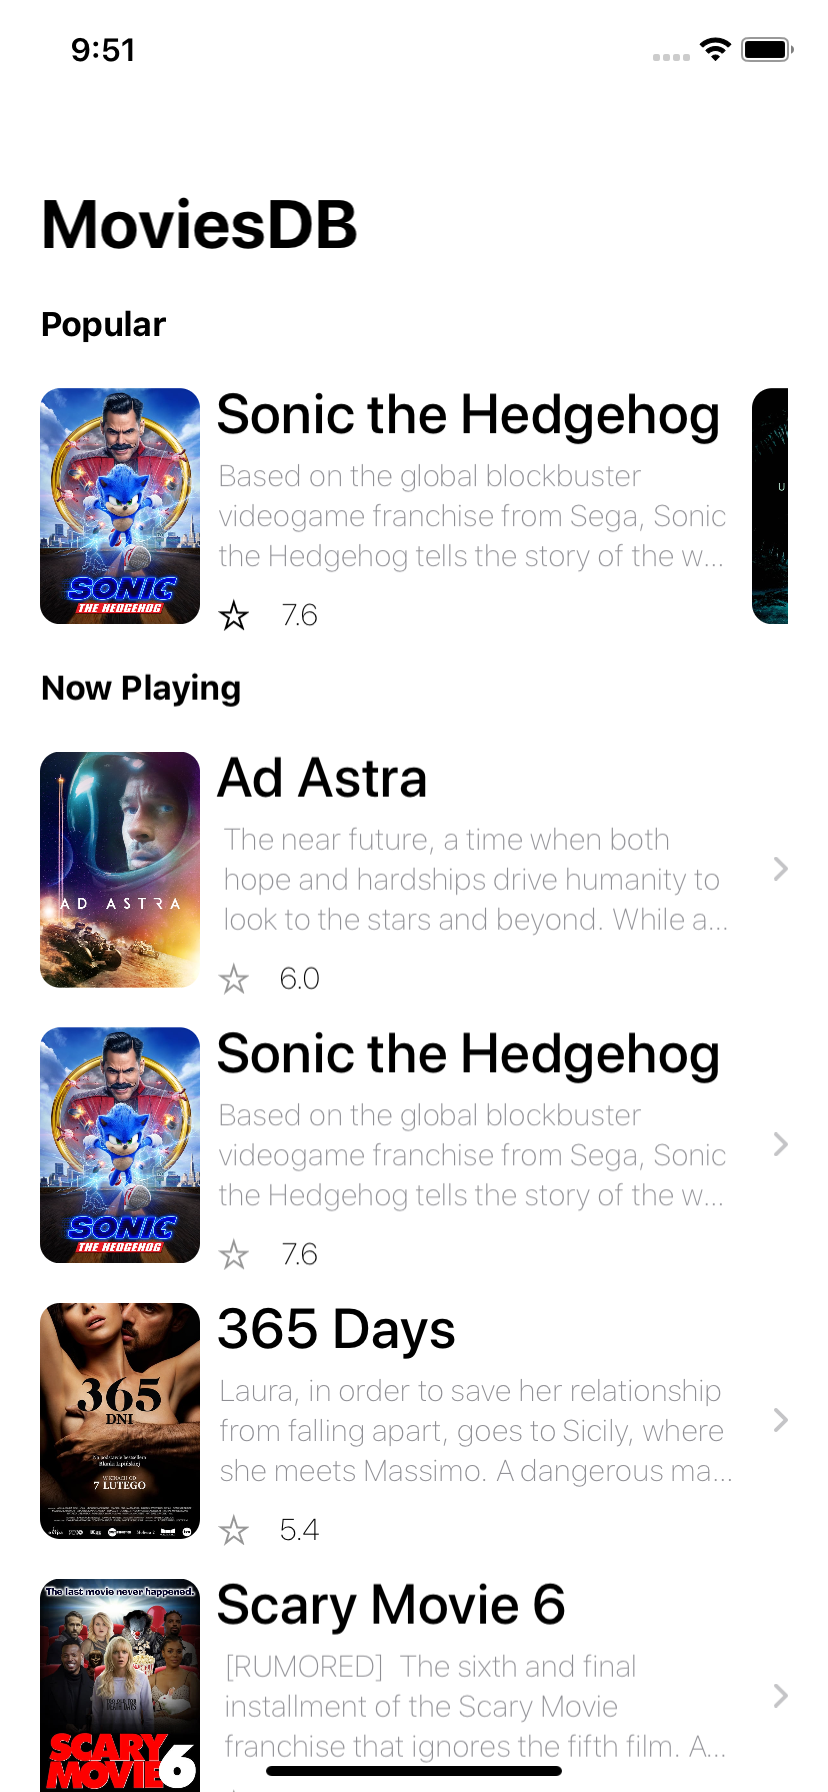 9:51
MoviesDB
Popular
Sonic the Hedgehog
Based on the global blockbuster
videogame franchise from Sega, Sonic
the Hedgehog tells the story of the w...
SONIC
THE HEDGEHOG
U
7.6
Now Playing
Ad Astra
The near future, a time when both
hope and hardships drive humanity to
look to the stars and beyond. While a...
AD ASTRA
6.0
Sonic the Hedgehog
Based on the global blockbuster
videogame franchise from Sega, Sonic
the Hedgehog tells the story of the w...
SONIC
THE HEDGEHOG
7.6
365 Days
Laura, in order to save her relationship
from falling apart, goes to Sicily, where
she meets Massimo. A dangerous ma...
365
DNI
Na podstawie bestsellera
Blanki Lipińskiej
W KINACH OD
7 LUTEGO
5.4
The last movie never happened.
Scary Movie 6
[RUMORED] The sixth and final
installment of the Scary Movie
franchise that ignores the fifth film. A...
SCARY
MOVIE 6